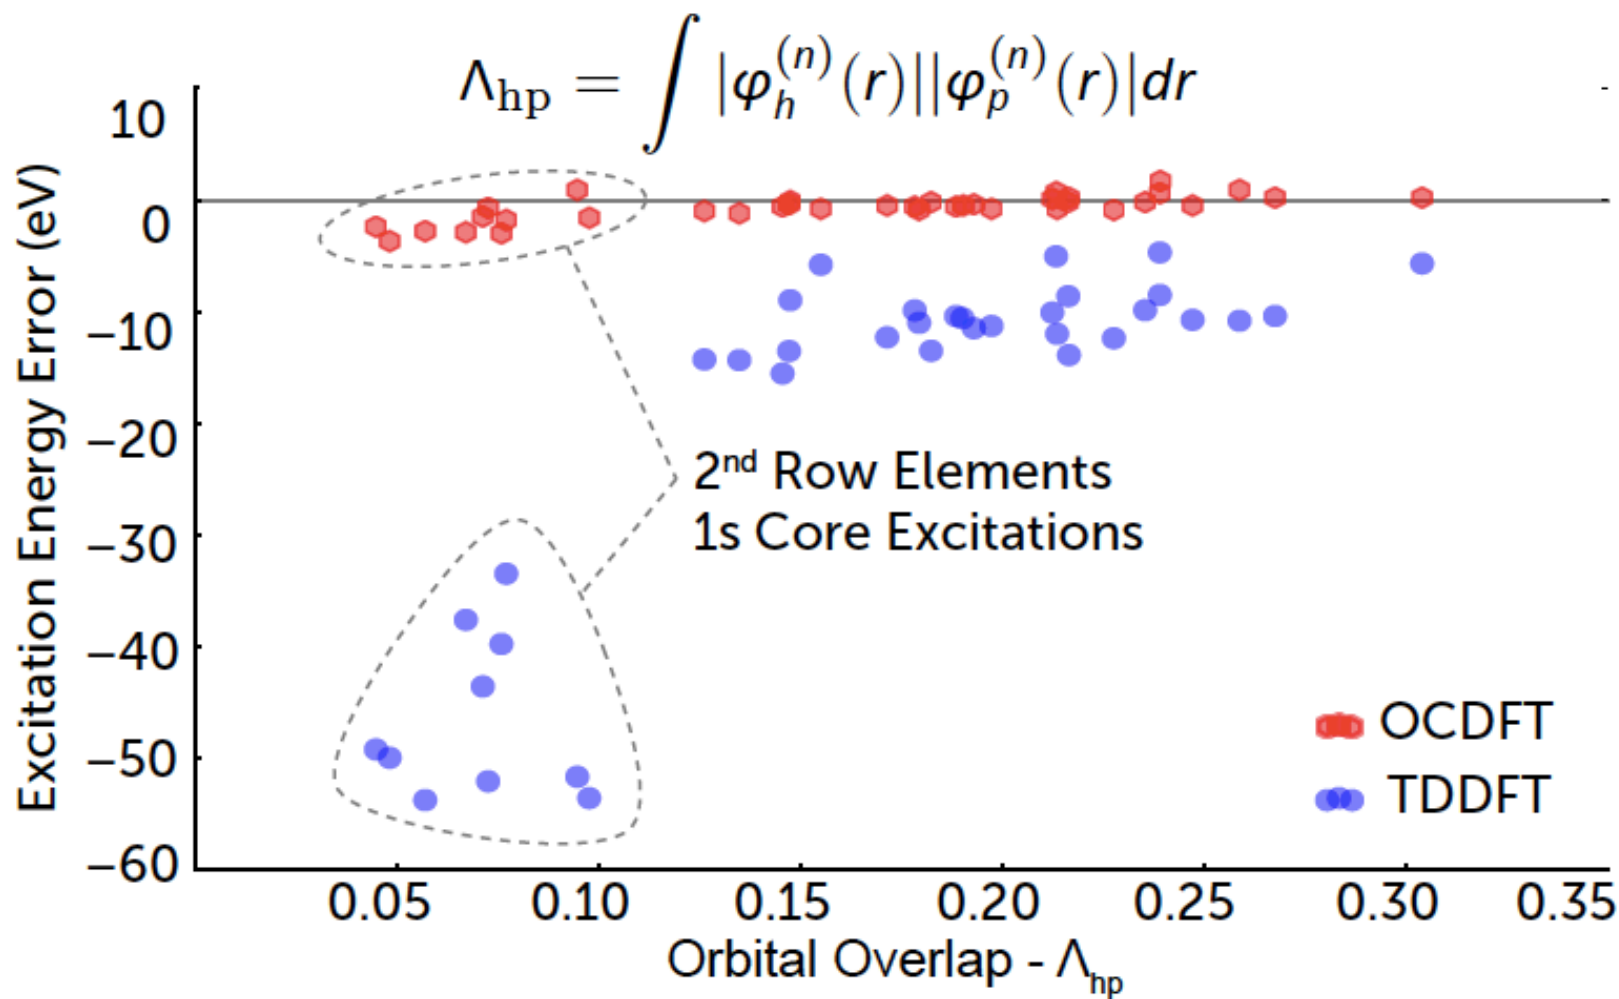 Λhp = ∫ |φh(n)(r)||φp(n)(r)|dr
Excitation Energy Error (eV)
10
0
−10
−20
−30
−40
−50
−60
2nd Row Elements
1s Core Excitations
OCDFT
TDDFT
0.05 0.10 0.15 0.20 0.25 0.30 0.35
Orbital Overlap - Λhp